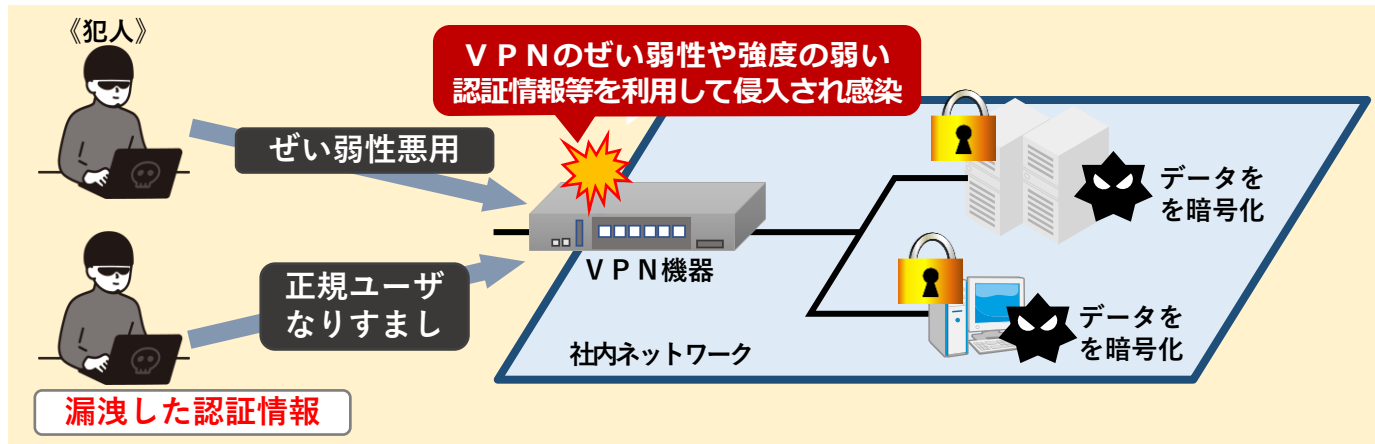 《犯人》
ＶＰＮのぜい弱性や強度の弱い
認証情報等を利用して侵入され感染
ぜい弱性悪用
ＶＰＮ機器
正規ユーザ
なりすまし
データを
を暗号化
データを
を暗号化
社内ネットワーク
漏洩した認証情報